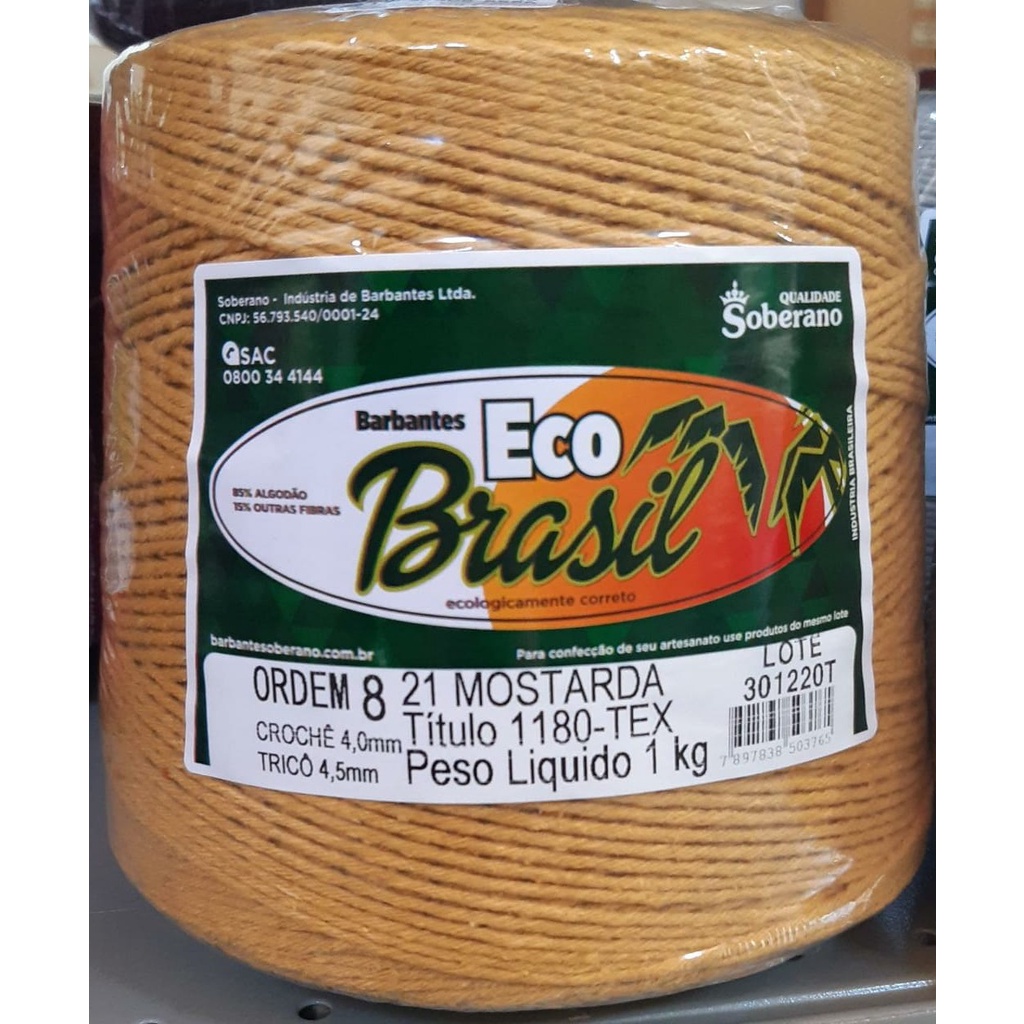 Soberano - Indústria de Barbantes Ltda.
CNPJ: 56.793.540/0001-24
SAC
0800 34 4144
QUALIDADE
Soberano
Barbantes Eco
Brasil
85% ALGODÃO
15% OUTRAS FIBRAS
ecologicamente correto
INDÚSTRIA BRASILEIRA
barbantesoberano.com.br
Para confecção de seu artesanato use produtos do mesmo lote
ORDEM 8
CROCHÊ 4,0mm
TRICÔ 4,5mm
21 MOSTARDA
Título 1180-TEX
Peso Liquido 1 kg
LOTE
301220T
7 897838 503765